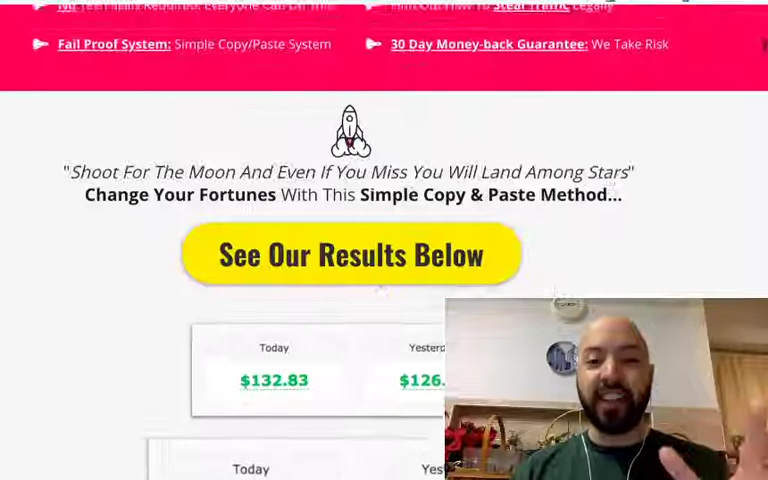 Fail Proof System: Simple Copy/Paste System
30 Day Money-back Guarantee: We Take Risk
"Shoot For The Moon And Even If You Miss You Will Land Among Stars"
Change Your Fortunes With This Simple Copy & Paste Method...
See Our Results Below
Today
$132.83
$126.
Today